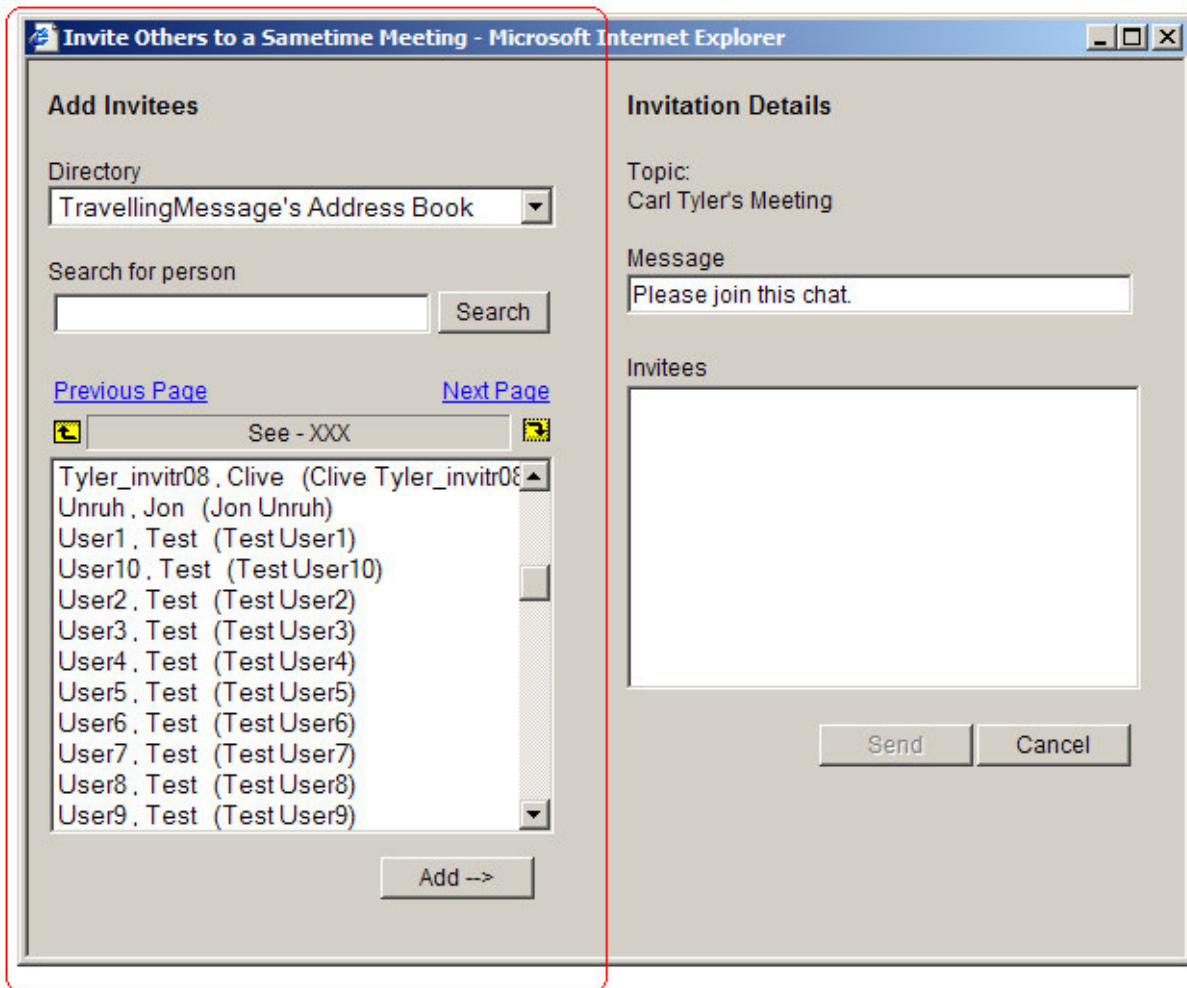 Invite Others to a Sametime Meeting - Microsoft Internet Explorer
Add Invitees
Directory
TravellingMessage's Address Book
Search for person
Search
Previous Page Next Page
See - XXX
Tyler_invitr08 , Clive (Clive Tyler_invitr08
Unruh , Jon (Jon Unruh)
User1 , Test (Test User1)
User10 , Test (Test User10)
User2 , Test (Test User2)
User3 , Test (Test User3)
User4 , Test (Test User4)
User5 , Test (Test User5)
User6 , Test (Test User6)
User7 , Test (Test User7)
User8 , Test (Test User8)
User9 , Test (Test User9)
Add -->
Invitation Details
Topic:
Carl Tyler's Meeting
Message
Please join this chat.
Invitees
Send Cancel